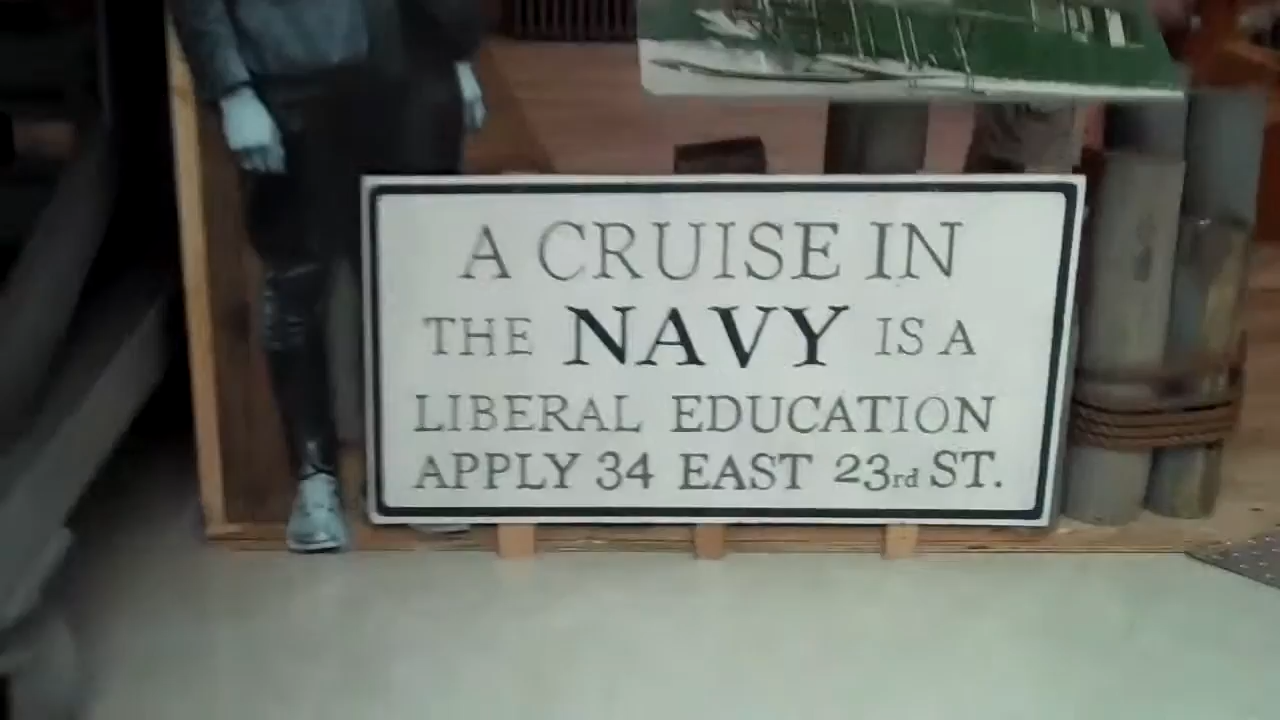 A CRUISE IN
THE NAVY IS A
LIBERAL EDUCATION
APPLY 34 EAST 23rd ST.